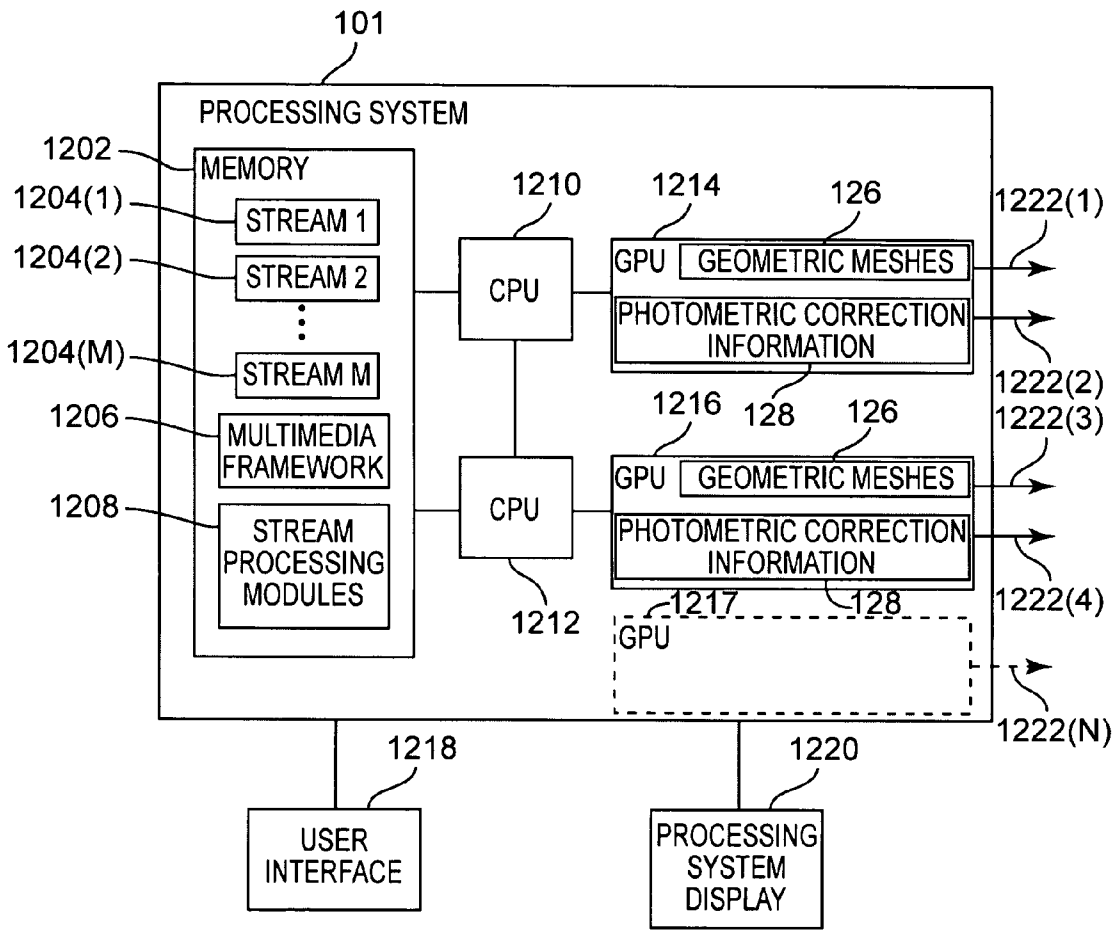 101
PROCESSING SYSTEM
1202
MEMORY
1204(1)
STREAM 1
1204(2)
STREAM 2
1204(M)
STREAM M
1206
MULTIMEDIA
FRAMEWORK
1208
STREAM
PROCESSING
MODULES
1210
CPU
CPU
1212
1214
126
GPU
GEOMETRIC MESHES
PHOTOMETRIC CORRECTION
INFORMATION
128
1222(1)
1222(2)
1216
126
GPU
GEOMETRIC MESHES
PHOTOMETRIC CORRECTION
INFORMATION
128
1222(3)
1222(4)
1217
GPU
1222(N)
1218
USER
INTERFACE
1220
PROCESSING
SYSTEM
DISPLAY